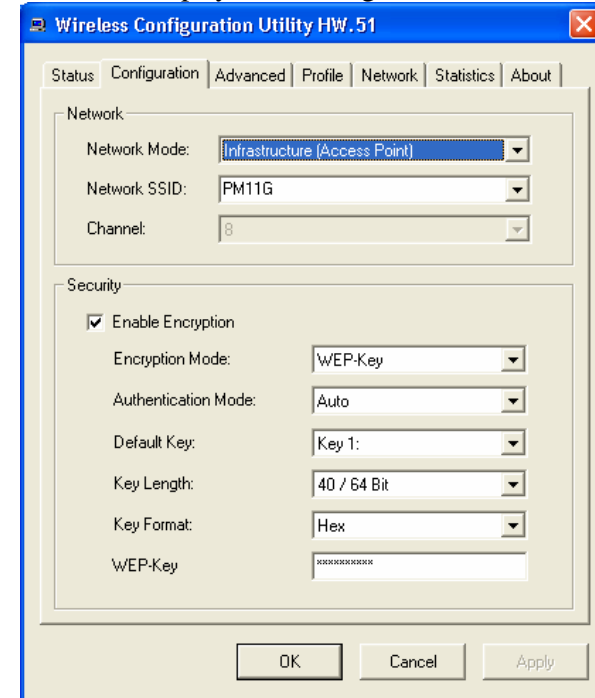 Wireless Configuration Utility HW.51
Status Configuration Advanced Profile Network Statistics About
Network
Network Mode: Infrastructure (Access Point)
Network SSID: PM11G
Channel: 8
Security
Enable Encryption
Encryption Mode: WEP-Key
Authentication Mode: Auto
Default Key: Key 1:
Key Length: 40 / 64 Bit
Key Format: Hex
WEP-Key **********
OK Cancel Apply